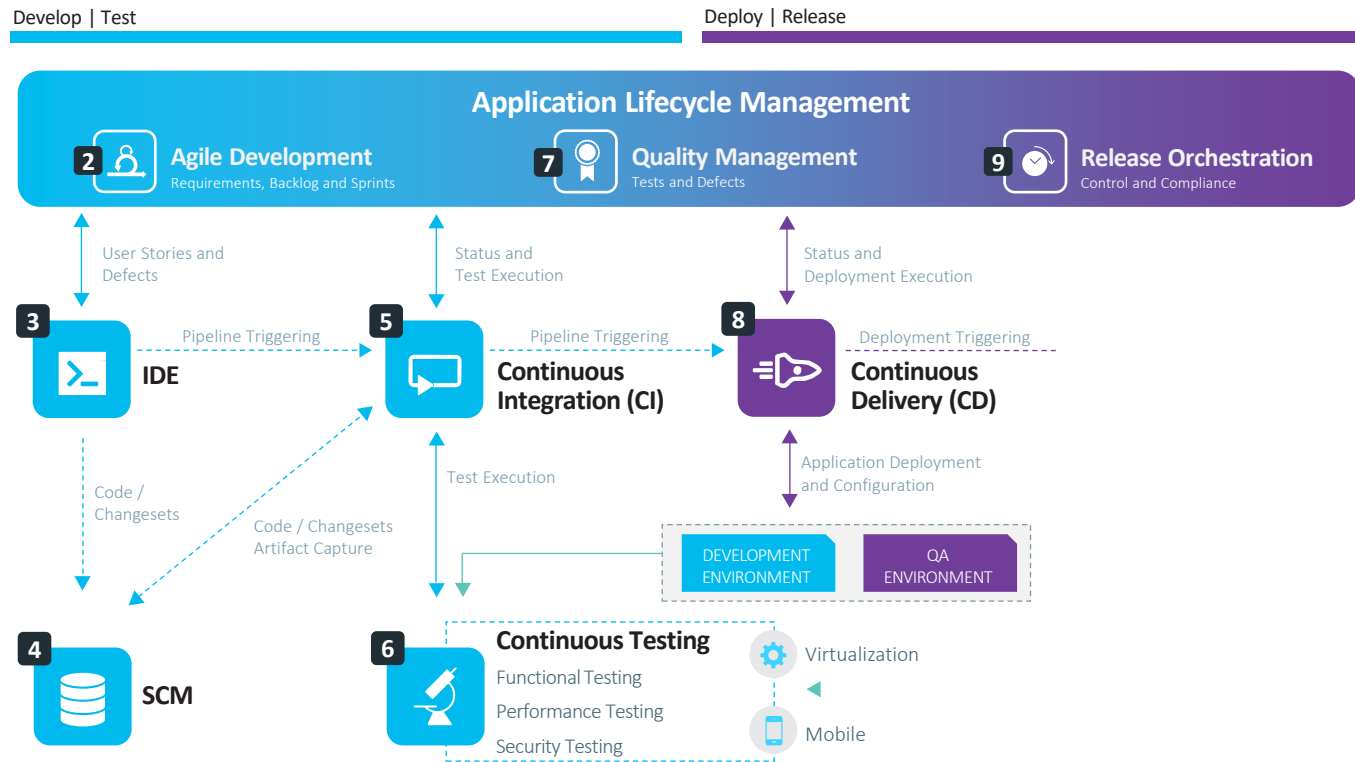 Develop | Test
Deploy | Release
Application Lifecycle Management
2
Agile Development
Requirements, Backlog and Sprints
7
Quality Management
Tests and Defects
9
Release Orchestration
Control and Compliance
User Stories and
Defects
Status and
Test Execution
Status and
Deployment Execution
3
IDE
Pipeline Triggering
5
Continuous
Integration (CI)
Pipeline Triggering
8
Continuous
Delivery (CD)
Deployment Triggering
Code /
Changesets
Code / Changesets
Artifact Capture
Test Execution
Application Deployment
and Configuration
DEVELOPMENT
ENVIRONMENT
QA
ENVIRONMENT
4
SCM
6
Continuous Testing
Functional Testing
Performance Testing
Security Testing
Virtualization
Mobile